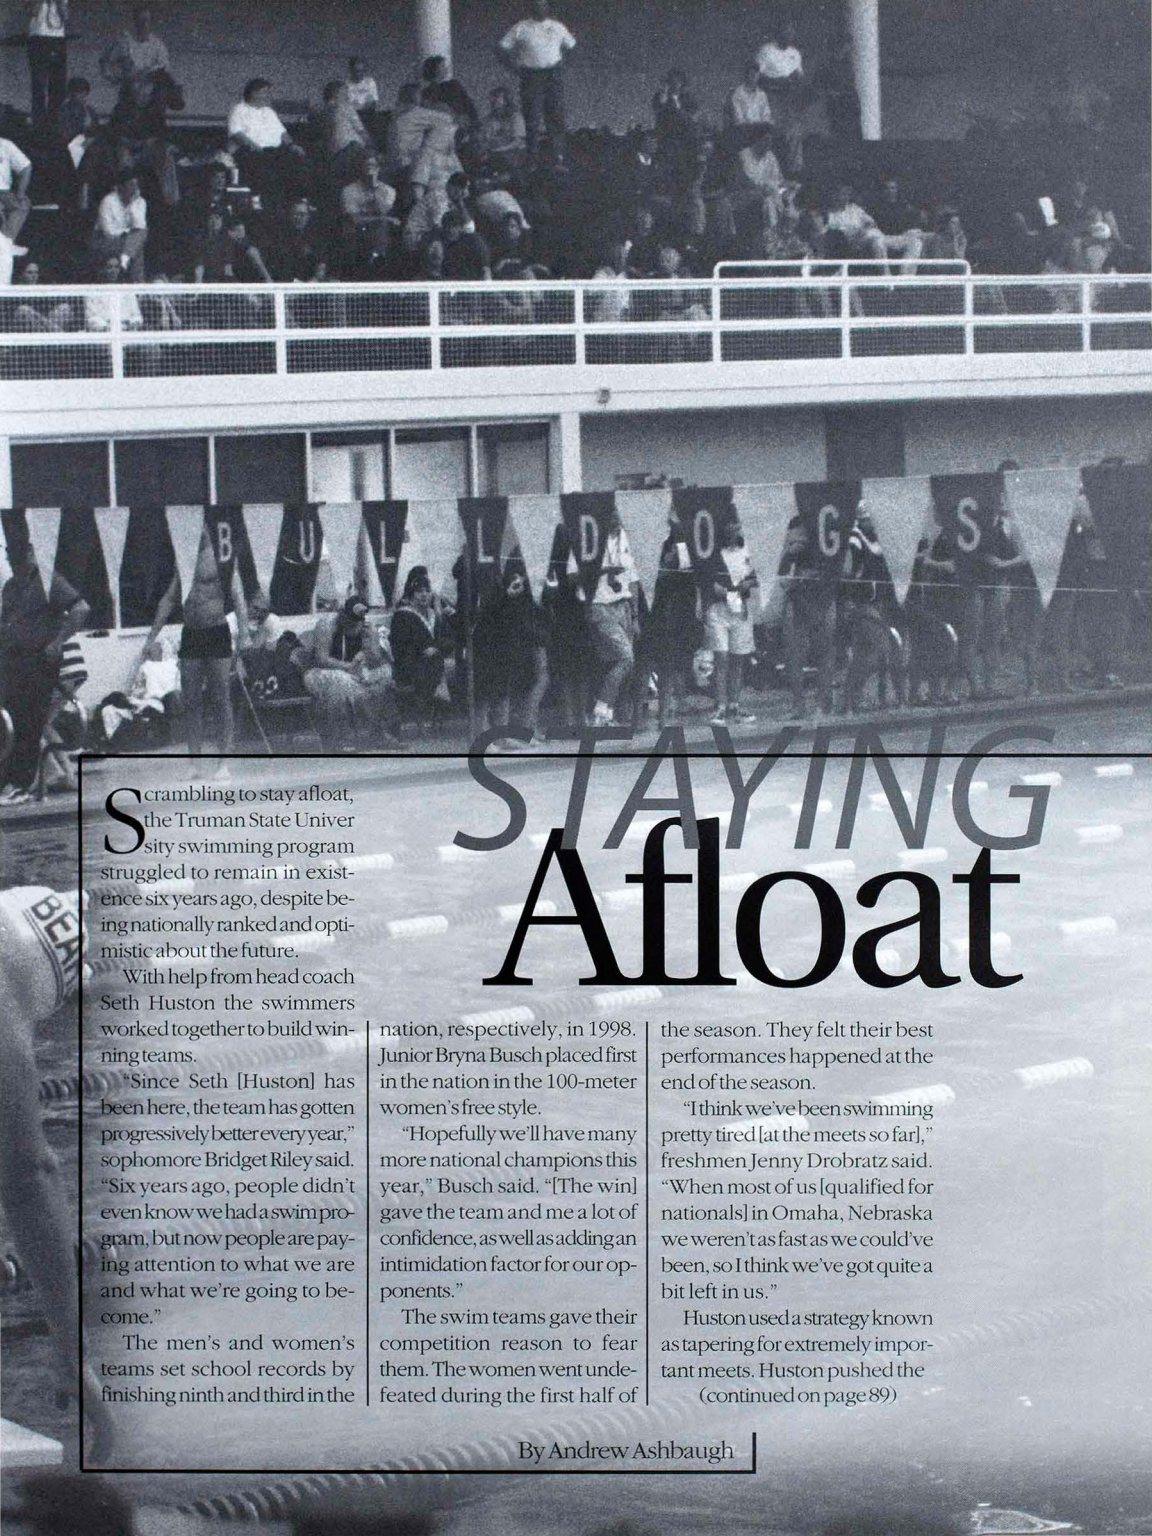 BULLDOGS
STAYING
Afloat
BEA
Scrambling to stay afloat,
the Truman State Univer
sity swimming program
struggled to remain in exist-
ence six years ago, despite be-
ing nationally ranked and opti-
mistic about the future.
With help from head coach
Seth Huston the swimmers
worked together to build win-
ning teams.
"Since Seth [Huston] has
been here, the team has gotten
progressively better every year,"
sophomore Bridget Riley said.
"Six years ago, people didn't
even know we had a swim pro-
gram, but now people are pay-
ing attention to what we are
and what we're going to be-
come."
The men's and women's
teams set school records by
finishing ninth and third in the
nation, respectively, in 1998.
Junior Bryna Busch placed first
in the nation in the 100-meter
women's free style.
"Hopefully we'll have many
more national champions this
year," Busch said. "[The win]
gave the team and me a lot of
confidence, as well as adding an
intimidation factor for our op-
ponents."
The swim teams gave their
competition reason to fear
them. The women went unde-
feated during the first half of
the season. They felt their best
performances happened at the
end of the season.
"I think we've been swimming
pretty tired [at the meets so far],"
freshmen Jenny Drobratz said.
"When most of us [qualified for
nationals] in Omaha, Nebraska
we weren't as fast as we could've
been, so I think we've got quite a
bit left in us."
Huston used a strategy known
as tapering for extremely impor-
tant meets. Huston pushed the
(continued on page 89)
By Andrew Ashbaugh